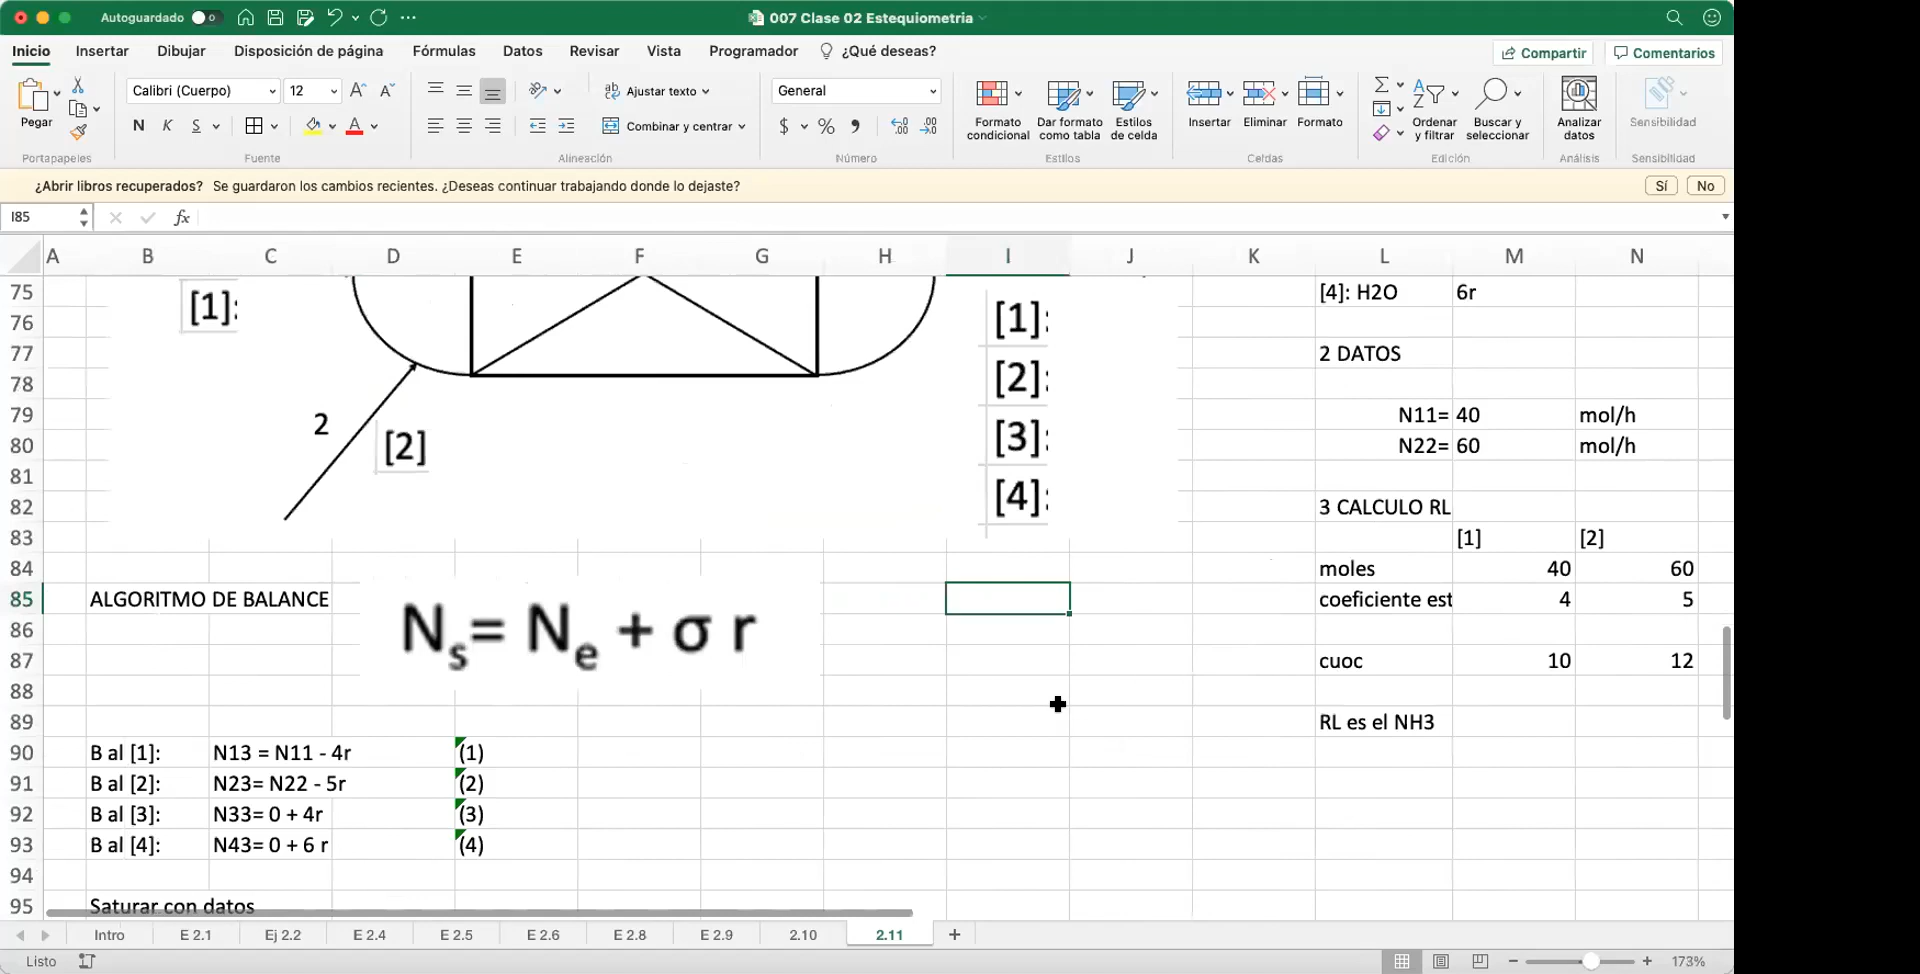 Autoguardado
007 Clase 02 Estequiometria
Inicio Insertar Dibujar Disposición de página Fórmulas Datos Revisar Vista Programador ¿Qué deseas?
Compartir Comentarios
Pegar
Calibri (Cuerpo) 12
N K S
Ajustar texto
Combinar y centrar
General
$ %
Formato condicional
Dar formato como tabla
Estilos de celda
Insertar Eliminar Formato
Ordenar y filtrar
Buscar y seleccionar
Analizar datos
Sensibilidad
Portapapeles Fuente Alineación Número Estilos Celdas Edición Análisis Sensibilidad
¿Abrir libros recuperados? Se guardaron los cambios recientes. ¿Deseas continuar trabajando donde lo dejaste? Sí No
I85 fx
A B C D E F G H I J K L M N
75 [1]: [1]: [4]: H2O 6r
76
77 [2]: 2 DATOS
78
79 2 [3]: N11= 40 mol/h
80 [2] N22= 60 mol/h
81
82 [4]: 3 CALCULO RL
83 [1] [2]
84 moles 40 60
85 ALGORITMO DE BALANCE coeficiente est 4 5
86 Ns= Ne + σ r
87 cuoc 10 12
88
89 RL es el NH3
90 B al [1]: N13 = N11 - 4r (1)
91 B al [2]: N23= N22 - 5r (2)
92 B al [3]: N33= 0 + 4r (3)
93 B al [4]: N43= 0 + 6 r (4)
94
95 Saturar con datos
Intro E 2.1 Ej 2.2 E 2.4 E 2.5 E 2.6 E 2.8 E 2.9 2.10 2.11 +
Listo 173%